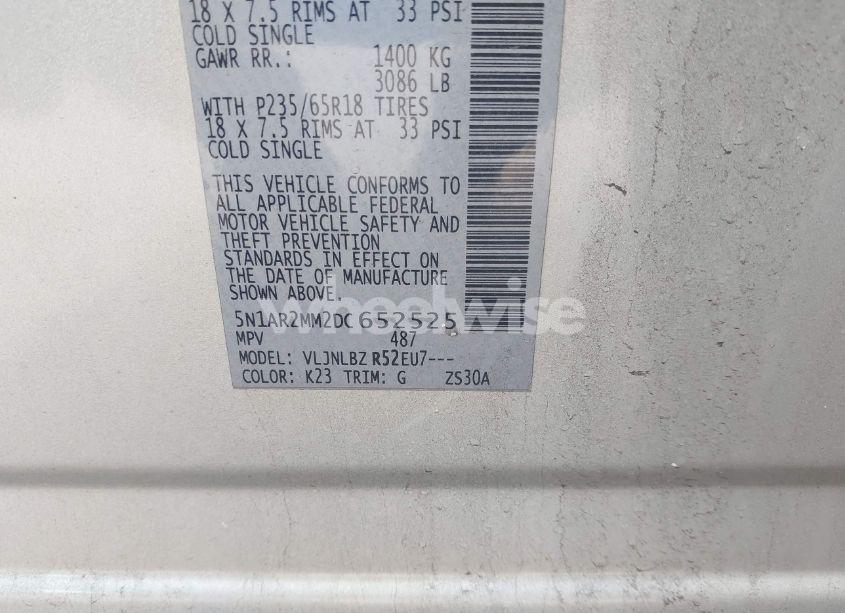 18 X 7.5 RIMS AT 33 PSI
COLD SINGLE
GAWR RR.: 1400 KG
3086 LB
WITH P235/65R18 TIRES
18 X 7.5 RIMS AT 33 PSI
COLD SINGLE
THIS VEHICLE CONFORMS TO
ALL APPLICABLE FEDERAL
MOTOR VEHICLE SAFETY AND
THEFT PREVENTION
STANDARDS IN EFFECT ON
THE DATE OF MANUFACTURE
SHOWN ABOVE.
wheelwise
5N1AR2MM2DC652525
MPV 487
MODEL: VLJNLBZ R52EU7---
COLOR: K23 TRIM: G ZS30A